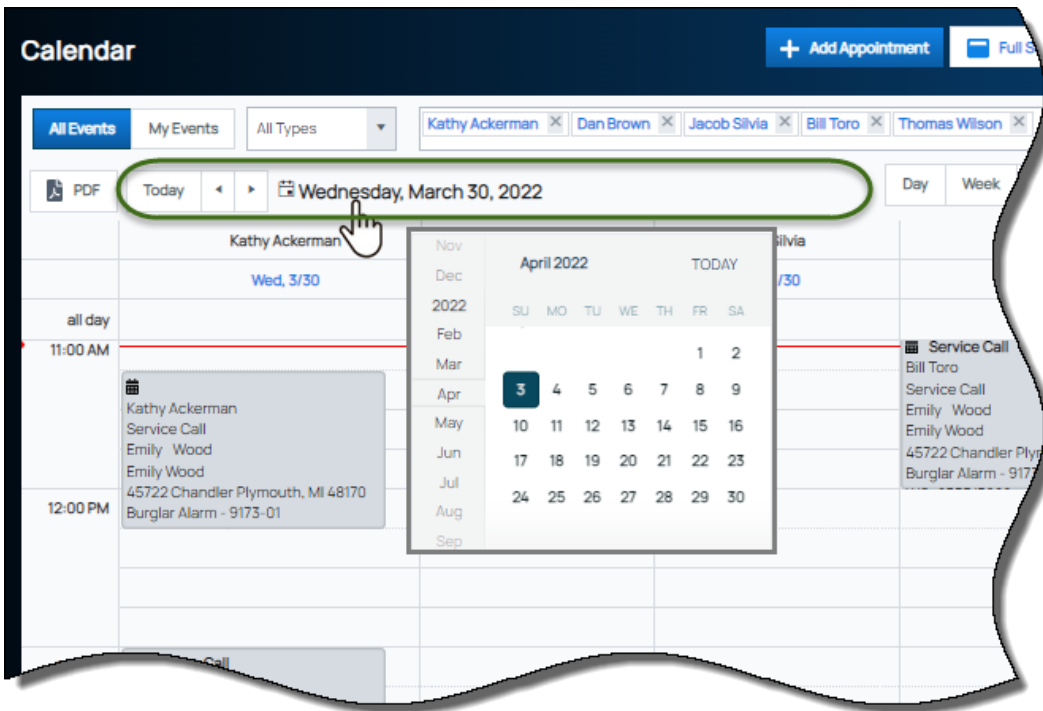 Calendar
Add Appointment
Full S
All Events
My Events
All Types
Kathy Ackerman
Dan Brown
Jacob Silvia
Bill Toro
Thomas Wilson
PDF
Today
Wednesday, March 30, 2022
Day
Week
Kathy Ackerman
Silvia
Wed, 3/30
/30
all day
11:00 AM
12:00 PM
Kathy Ackerman
Service Call
Emily Wood
Emily Wood
45722 Chandler Plymouth, MI 48170
Burglar Alarm - 9173-01
Nov
Dec
2022
Feb
Mar
Apr
May
Jun
Jul
Aug
Sep
April 2022 TODAY
SU MO TU WE TH FR SA
1 2
3 4 5 6 7 8 9
10 11 12 13 14 15 16
17 18 19 20 21 22 23
24 25 26 27 28 29 30
Service Call
Bill Toro
Service Call
Emily Wood
Emily Wood
45722 Chandler Plym
Burglar Alarm - 917
Call